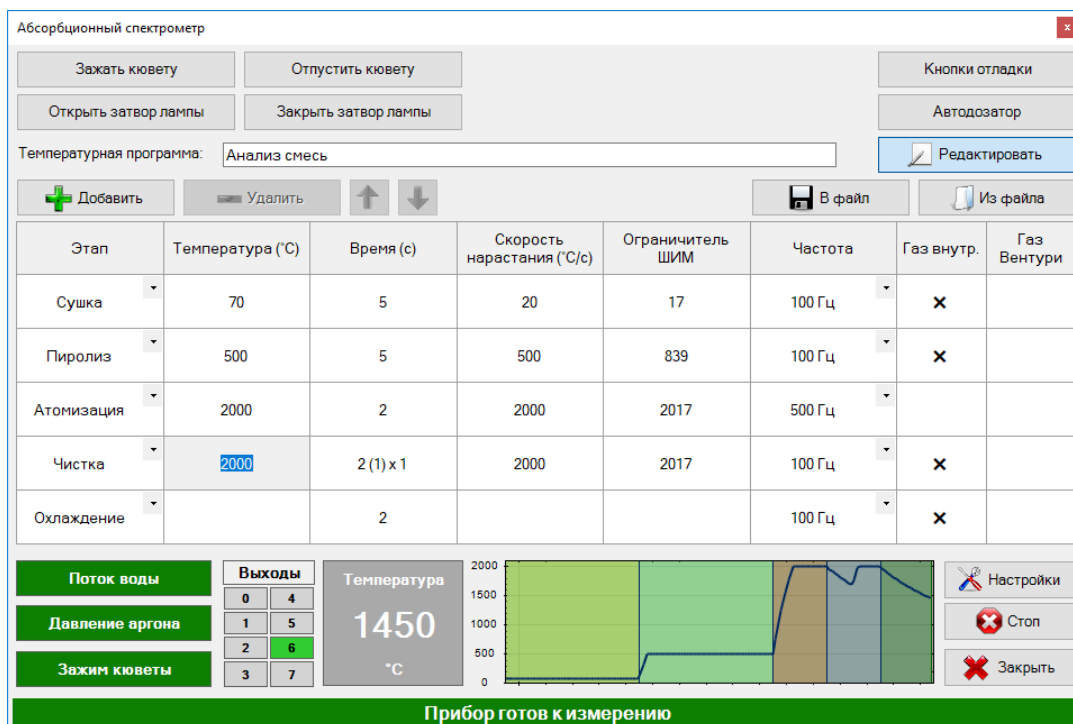 Абсорбционный спектрометр
x
Зажать кювету Отпустить кювету Кнопки отладки
Открыть затвор лампы Закрыть затвор лампы Автодозатор
Температурная программа: Анализ смесь Редактировать
Добавить Удалить В файл Из файла
Этап Температура (°C) Время (с) Скорость нарастания (°C/с) Ограничитель ШИМ Частота Газ внутр. Газ Вентури
Сушка 70 5 20 17 100 Гц ×
Пиролиз 500 5 500 839 100 Гц ×
Атомизация 2000 2 2000 2017 500 Гц
Чистка 2000 2 (1) x 1 2000 2017 100 Гц ×
Охлаждение 2 100 Гц ×
Поток воды
Давление аргона
Зажим кюветы
Выходы
0 4
1 5
2 6
3 7
Температура
1450
°C
2000
1500
1000
500
0
Настройки
Стоп
Закрыть
Прибор готов к измерению